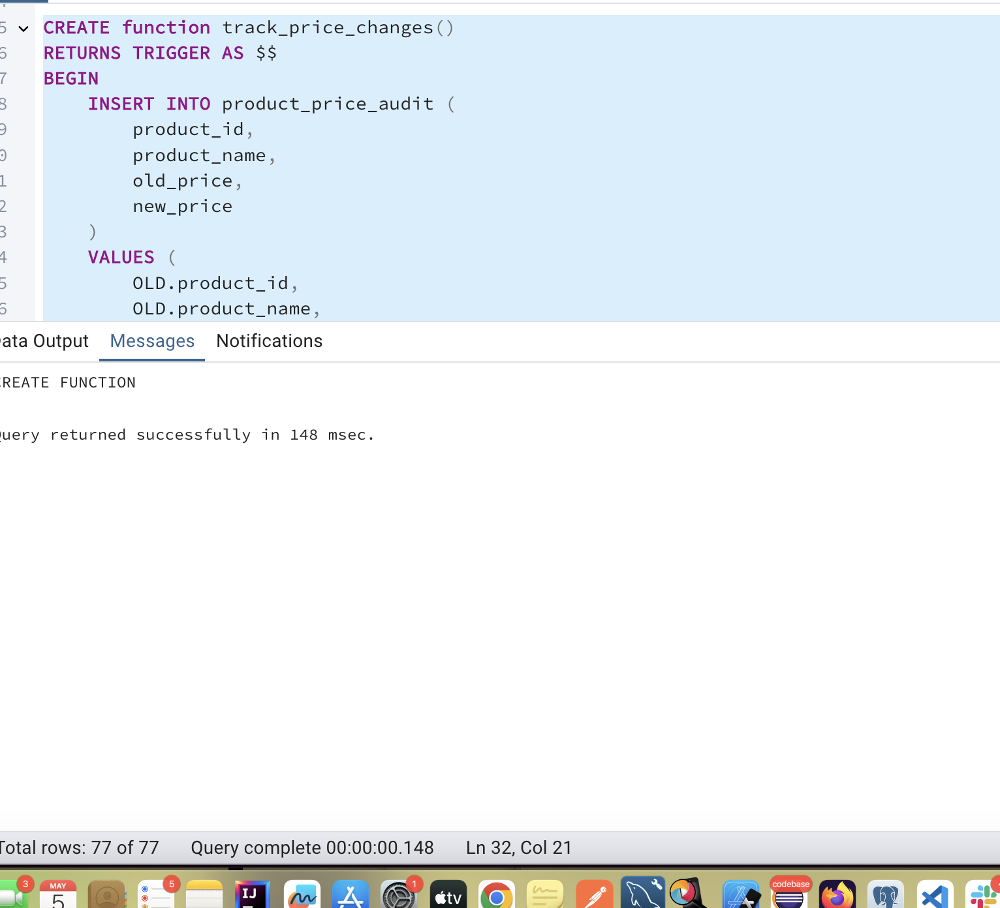 5 CREATE function track_price_changes()
6 RETURNS TRIGGER AS $$
7 BEGIN
8 INSERT INTO product_price_audit (
9 product_id,
0 product_name,
1 old_price,
2 new_price
3 )
4 VALUES (
5 OLD.product_id,
6 OLD.product_name,
ata Output Messages Notifications
REATE FUNCTION
uery returned successfully in 148 msec.
Total rows: 77 of 77 Query complete 00:00:00.148 Ln 32, Col 21
3 5 1 codebase
MAY IJ tv
5